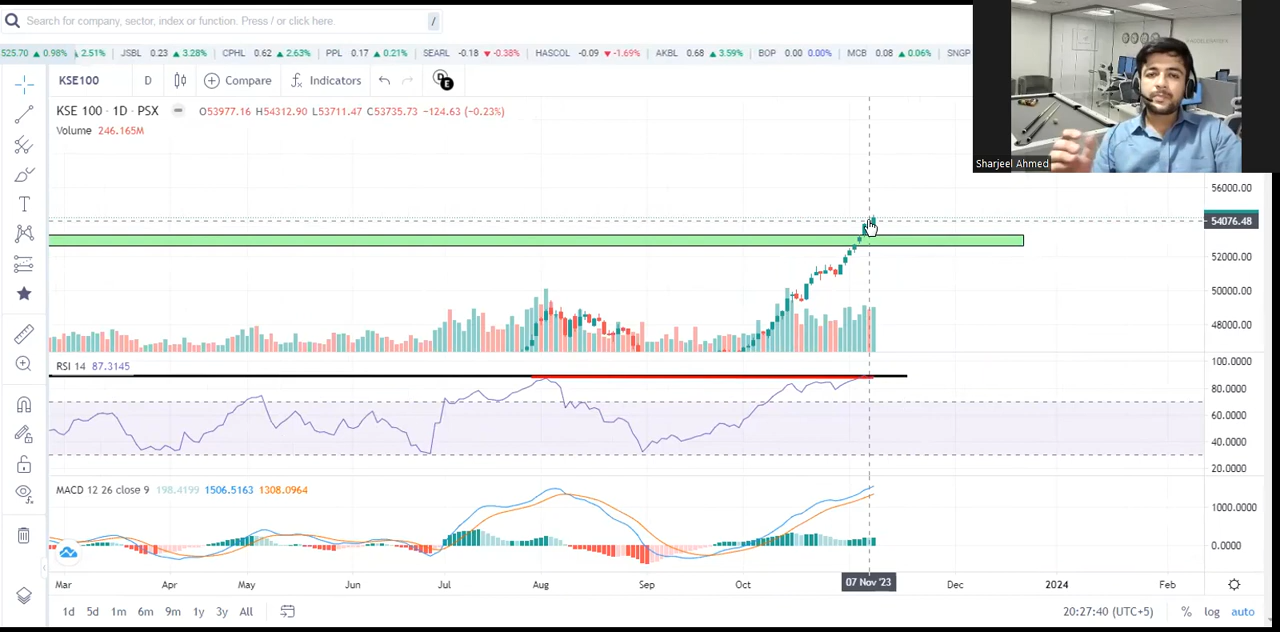 Search for company, sector, index or function. Press / or click here. /
525.70 ▲ 0.98% ▲ 2.51% JSBL 0.23 ▲ 3.28% CPHL 0.62 ▲ 2.63% PPL 0.17 ▲ 0.21% SEARL -0.18 ▼ -0.38% HASCOL -0.09 ▼ -1.69% AKBL 0.68 ▲ 3.59% BOP 0.00 0.00% MCB 0.08 ▲ 0.06% SNGP
KSE100 D Compare Indicators D E
KSE 100 · 1D · PSX O53977.16 H54312.90 L53711.47 C53735.73 −124.63 (−0.23%)
Volume 246.165M
Sharjeel Ahmed
56000.00
54076.48
52000.00
50000.00
48000.00
RSI 14 87.3145
100.0000
80.0000
60.0000
40.0000
20.0000
MACD 12 26 close 9 198.4199 1506.5163 1308.0964
1000.0000
0.0000
Mar Apr May Jun Jul Aug Sep Oct 07 Nov '23 Dec 2024 Feb
1d 5d 1m 6m 9m 1y 3y All 20:27:40 (UTC+5) % log auto